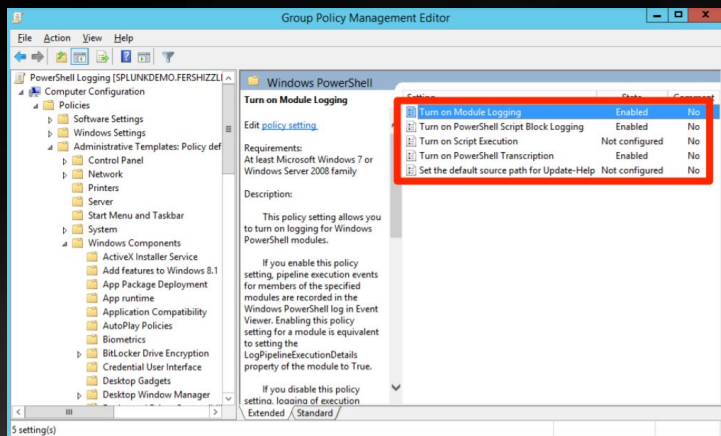 Group Policy Management Editor
File Action View Help
PowerShell Logging [SPLUNKDEMO.FERSHIZZLI
Computer Configuration
Policies
Software Settings
Windows Settings
Administrative Templates: Policy def
Control Panel
Network
Printers
Server
Start Menu and Taskbar
System
Windows Components
ActiveX Installer Service
Add features to Windows 8.1
App Package Deployment
App runtime
Application Compatibility
AutoPlay Policies
Biometrics
BitLocker Drive Encryption
Credential User Interface
Desktop Gadgets
Desktop Window Manager
Windows PowerShell
Turn on Module Logging
Edit policy setting
Requirements:
At least Microsoft Windows 7 or
Windows Server 2008 family
Description:
This policy setting allows you
to turn on logging for Windows
PowerShell modules.
If you enable this policy
setting, pipeline execution events
for members of the specified
modules are recorded in the
Windows PowerShell log in Event
Viewer. Enabling this policy
setting for a module is equivalent
to setting the
LogPipelineExecutionDetails
property of the module to True.
If you disable this policy
setting, logging of execution
Setting State Comment
Turn on Module Logging Enabled No
Turn on PowerShell Script Block Logging Enabled No
Turn on Script Execution Not configured No
Turn on PowerShell Transcription Enabled No
Set the default source path for Update-Help Not configured No
Extended Standard
5 setting(s)